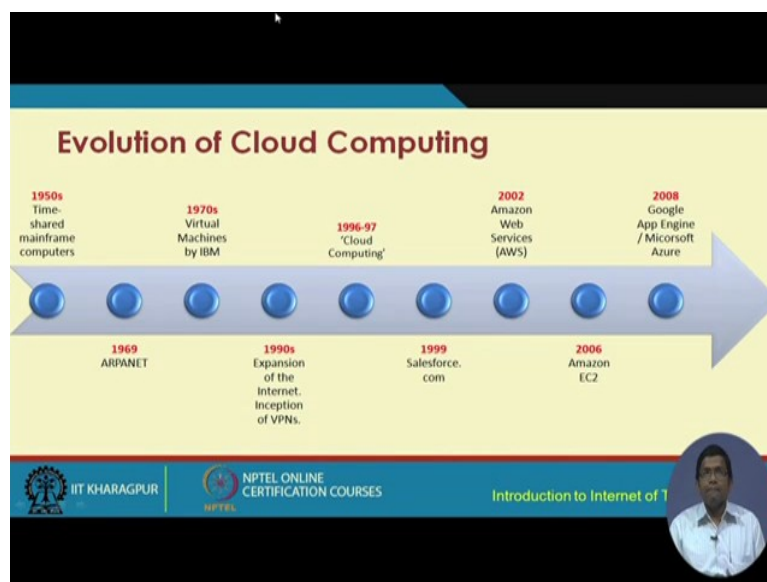 Evolution of Cloud Computing
1950s
Time-
shared
mainframe
computers
1969
ARPANET
1970s
Virtual
Machines
by IBM
1990s
Expansion
of the
Internet.
Inception
of VPNs.
1996-97
'Cloud
Computing'
1999
Salesforce.
com
2002
Amazon
Web
Services
(AWS)
2006
Amazon
EC2
2008
Google
App Engine
/ Micorsoft
Azure
IIT KHARAGPUR
NPTEL
NPTEL ONLINE
CERTIFICATION COURSES
Introduction to Internet of T